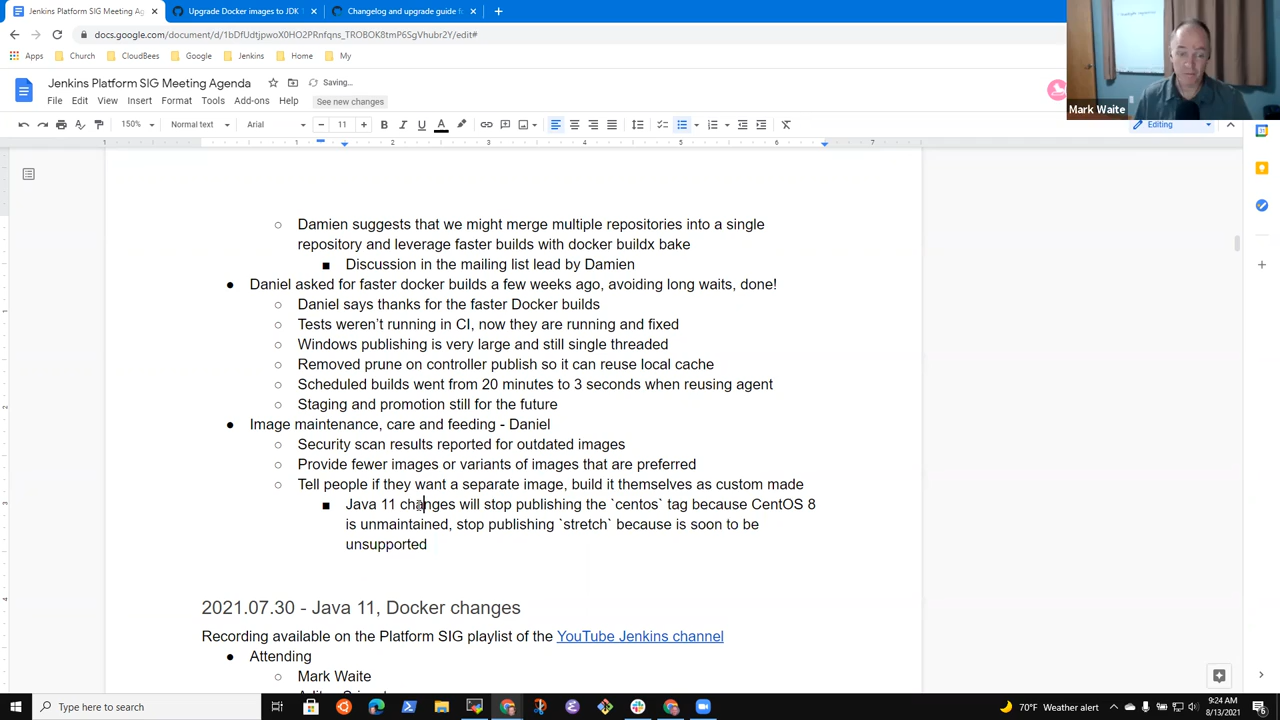 Jenkins Platform SIG Meeting Ag
Upgrade Docker images to JDK 1
Changelog and upgrade guide f
docs.google.com/document/d/1bDfUdtjpwoX0HO2PRnfqns_TROBOK8tmP6SgVhubr2Y/edit#
Apps Church CloudBees Google Jenkins Home My
Jenkins Platform SIG Meeting Agenda Saving...
File Edit View Insert Format Tools Add-ons Help See new changes
150% Normal text Arial 11 Editing
Mark Waite
1 1 2 3 4 5 6 7
Damien suggests that we might merge multiple repositories into a single
repository and leverage faster builds with docker buildx bake
Discussion in the mailing list lead by Damien
Daniel asked for faster docker builds a few weeks ago, avoiding long waits, done!
Daniel says thanks for the faster Docker builds
Tests weren't running in CI, now they are running and fixed
Windows publishing is very large and still single threaded
Removed prune on controller publish so it can reuse local cache
Scheduled builds went from 20 minutes to 3 seconds when reusing agent
Staging and promotion still for the future
Image maintenance, care and feeding - Daniel
Security scan results reported for outdated images
Provide fewer images or variants of images that are preferred
Tell people if they want a separate image, build it themselves as custom made
Java 11 changes will stop publishing the `centos` tag because CentOS 8
is unmaintained, stop publishing `stretch` because is soon to be
unsupported
2021.07.30 - Java 11, Docker changes
Recording available on the Platform SIG playlist of the YouTube Jenkins channel
Attending
Mark Waite
Type here to search
70°F Weather alert
9:24 AM
8/13/2021